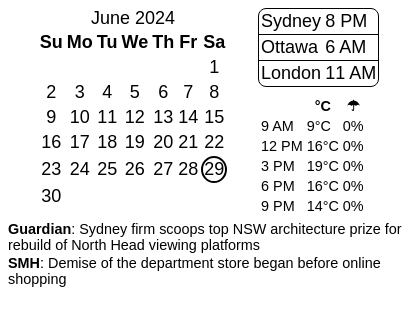 June 2024
Su Mo Tu We Th Fr Sa
1
2 3 4 5 6 7 8
9 10 11 12 13 14 15
16 17 18 19 20 21 22
23 24 25 26 27 28 29
30
Sydney 8 PM
Ottawa 6 AM
London 11 AM
°C ☂
9 AM 9°C 0%
12 PM 16°C 0%
3 PM 19°C 0%
6 PM 16°C 0%
9 PM 14°C 0%
Guardian: Sydney firm scoops top NSW architecture prize for
rebuild of North Head viewing platforms
SMH: Demise of the department store began before online
shopping